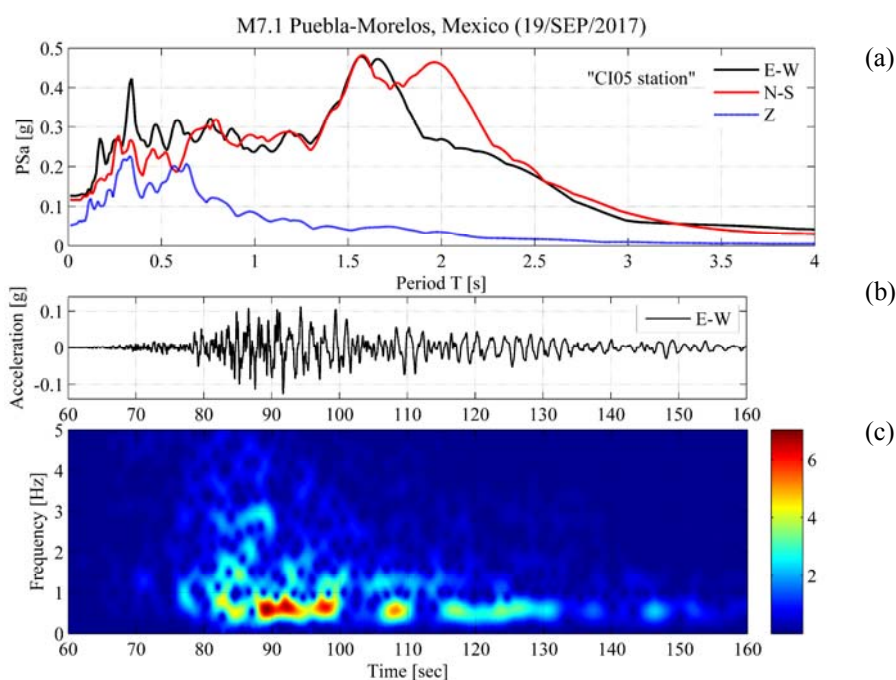 M7.1 Puebla-Morelos, Mexico (19/SEP/2017)
(a)
"CI05 station"
E-W
N-S
Z
PSa [g]
0.5
0.4
0.3
0.2
0.1
0
0 0.5 1 1.5 2 2.5 3 3.5 4
Period T [s]
(b)
Acceleration [g]
0.1
0
-0.1
E-W
60 70 80 90 100 110 120 130 140 150 160
(c)
Frequency [Hz]
5
4
3
2
1
0
6
4
2
60 70 80 90 100 110 120 130 140 150 160
Time [sec]